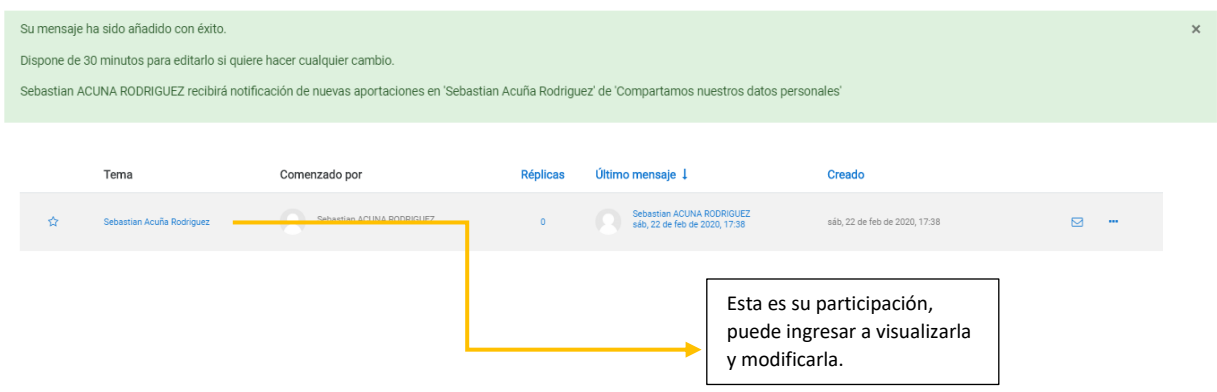 Su mensaje ha sido añadido con éxito.
×
Dispone de 30 minutos para editarlo si quiere hacer cualquier cambio.
Sebastian ACUNA RODRIGUEZ recibirá notificación de nuevas aportaciones en 'Sebastian Acuña Rodriguez' de 'Compartamos nuestros datos personales'
Tema Comenzado por Réplicas Último mensaje ↓ Creado
Sebastian Acuña Rodriguez Sebastian ACUNA RODRIGUEZ 0 Sebastian ACUNA RODRIGUEZ
sáb, 22 de feb de 2020, 17:38 sáb, 22 de feb de 2020, 17:38
Esta es su participación,
puede ingresar a visualizarla
y modificarla.